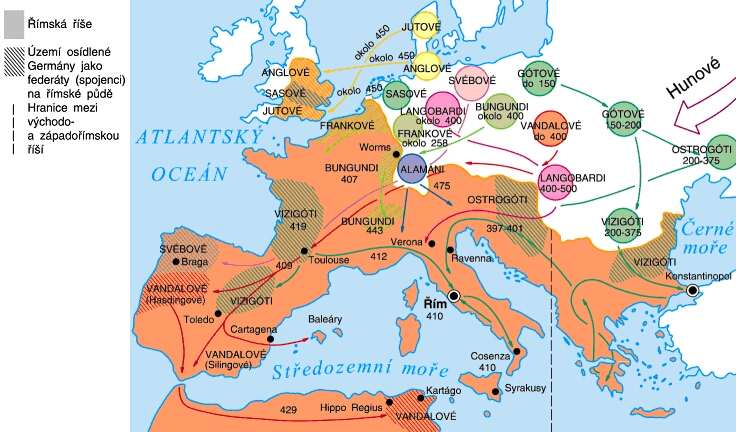 Římská říše
Území osídlené
Germány jako
federáty (spojenci)
na římské půdě
Hranice mezi
východo-
a západořímskou
říší
ATLANTSKÝ
OCEÁN
Středozemní moře
Černé
moře
Hunové
JUTOVÉ
okolo 450
ANGLOVÉ
okolo 450
okolo 450
ANGLOVÉ
SASOVÉ
JUTOVÉ
SASOVÉ
SVÉBOVÉ
GÓTOVÉ
do 150
LANGOBARDI
okolo 400
BUNGUNDI
okolo 400
FRANKOVÉ
okolo 258
FRANKOVÉ
VANDALOVÉ
do 400
GÓTOVÉ
150-200
OSTROGÓTI
200-375
Worms
BUNGUNDI
407
ALAMANI
475
LANGOBARDI
400-500
OSTROGÓTI
397-401
VIZIGÓTI
200-375
VIZIGÓTI
Konstantinopol
VIZIGÓTI
419
BUNGUNDI
443
Verona
Ravenna
412
Toulouse
409
SVÉBOVÉ
Braga
VANDALOVÉ
(Hasdingové)
VIZIGÓTI
Toledo
Cartagena
Baleáry
VANDALOVÉ
(Silingové)
Řím
410
Cosenza
410
Syrakusy
Kartágo
Hippo Regius
VANDALOVÉ
429